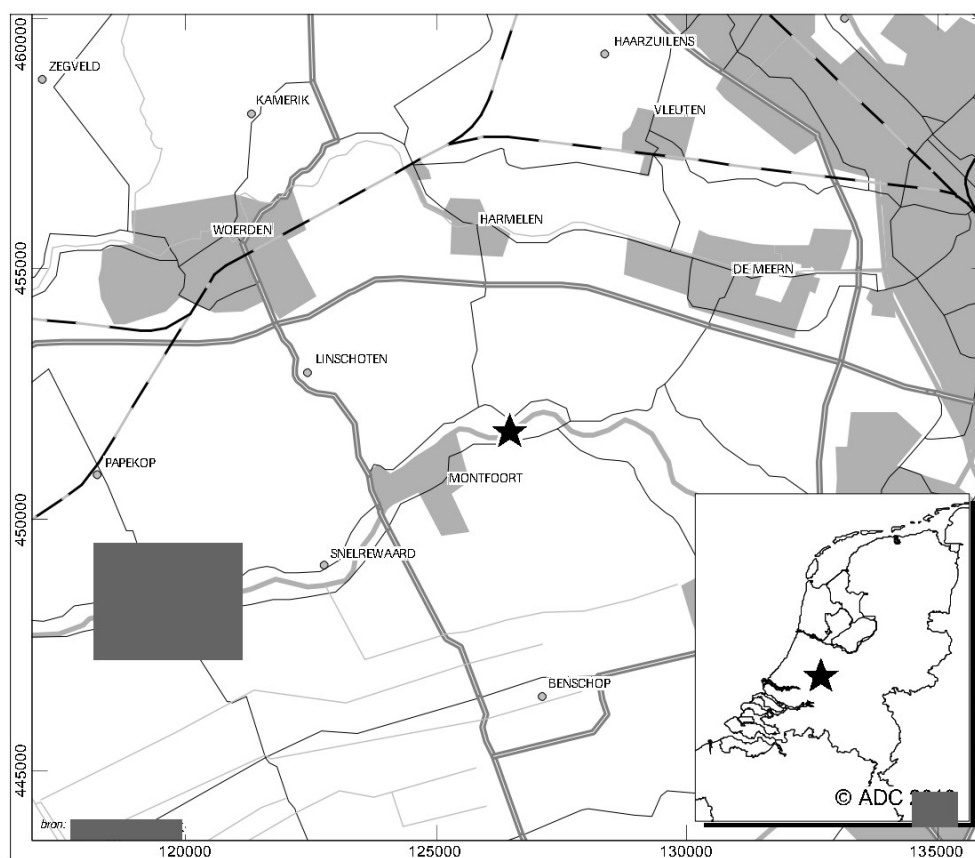 460000
HAARZUILENS
ZEGVELD
KAMERIK
VLEUTEN
WOERDEN
HARMELEN
455000
DE MEERN
LINSCHOTEN
PAPEKOP
MONTFOORT
450000
SNELREWAARD
BENSCHOP
445000
© ADC
bron:
120000
125000
130000
135000